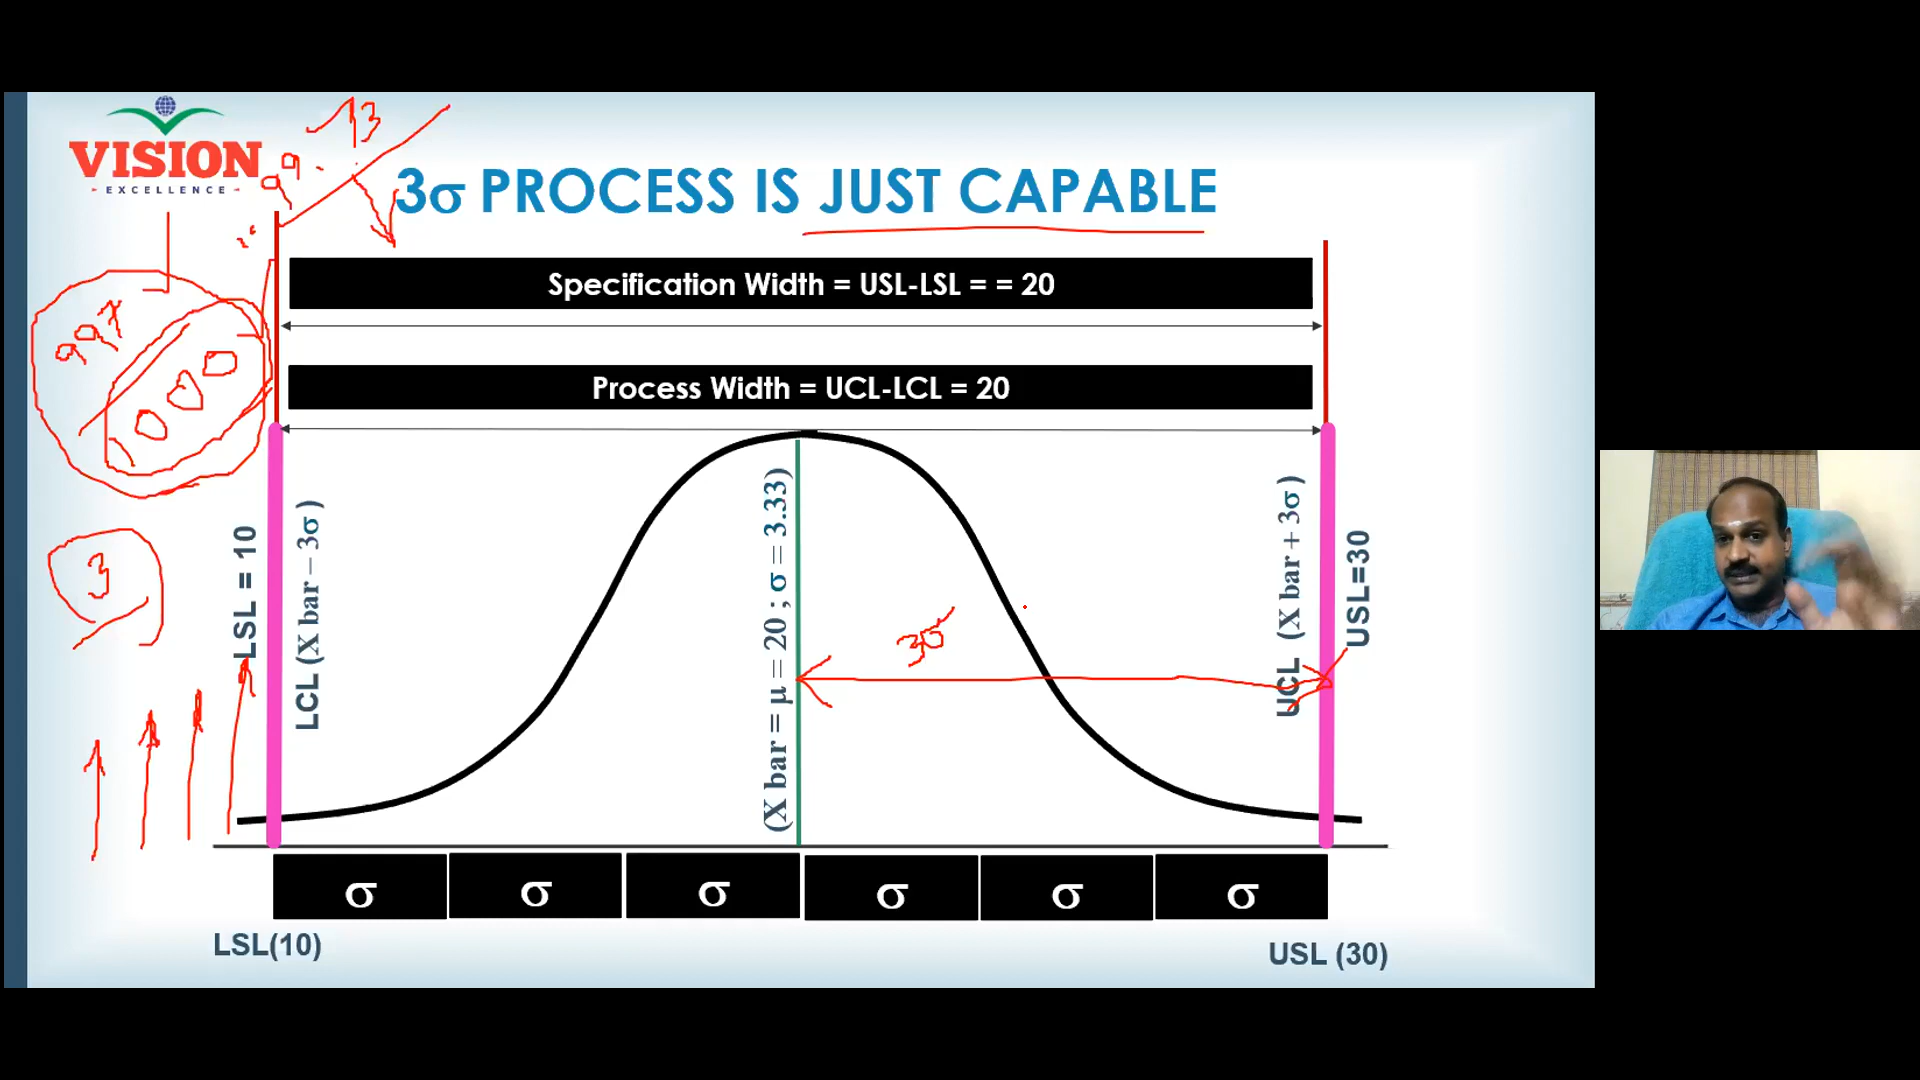 VISION
EXCELLENCE
99.73
3σ PROCESS IS JUST CAPABLE
Specification Width = USL-LSL = = 20
997
Process Width = UCL-LCL = 20
3
LSL = 10
LCL (X bar – 3σ )
(X bar = µ = 20 ; σ = 3.33)
3σ
UCL (X bar + 3σ )
USL=30
σ σ σ σ σ σ
LSL(10)
USL (30)